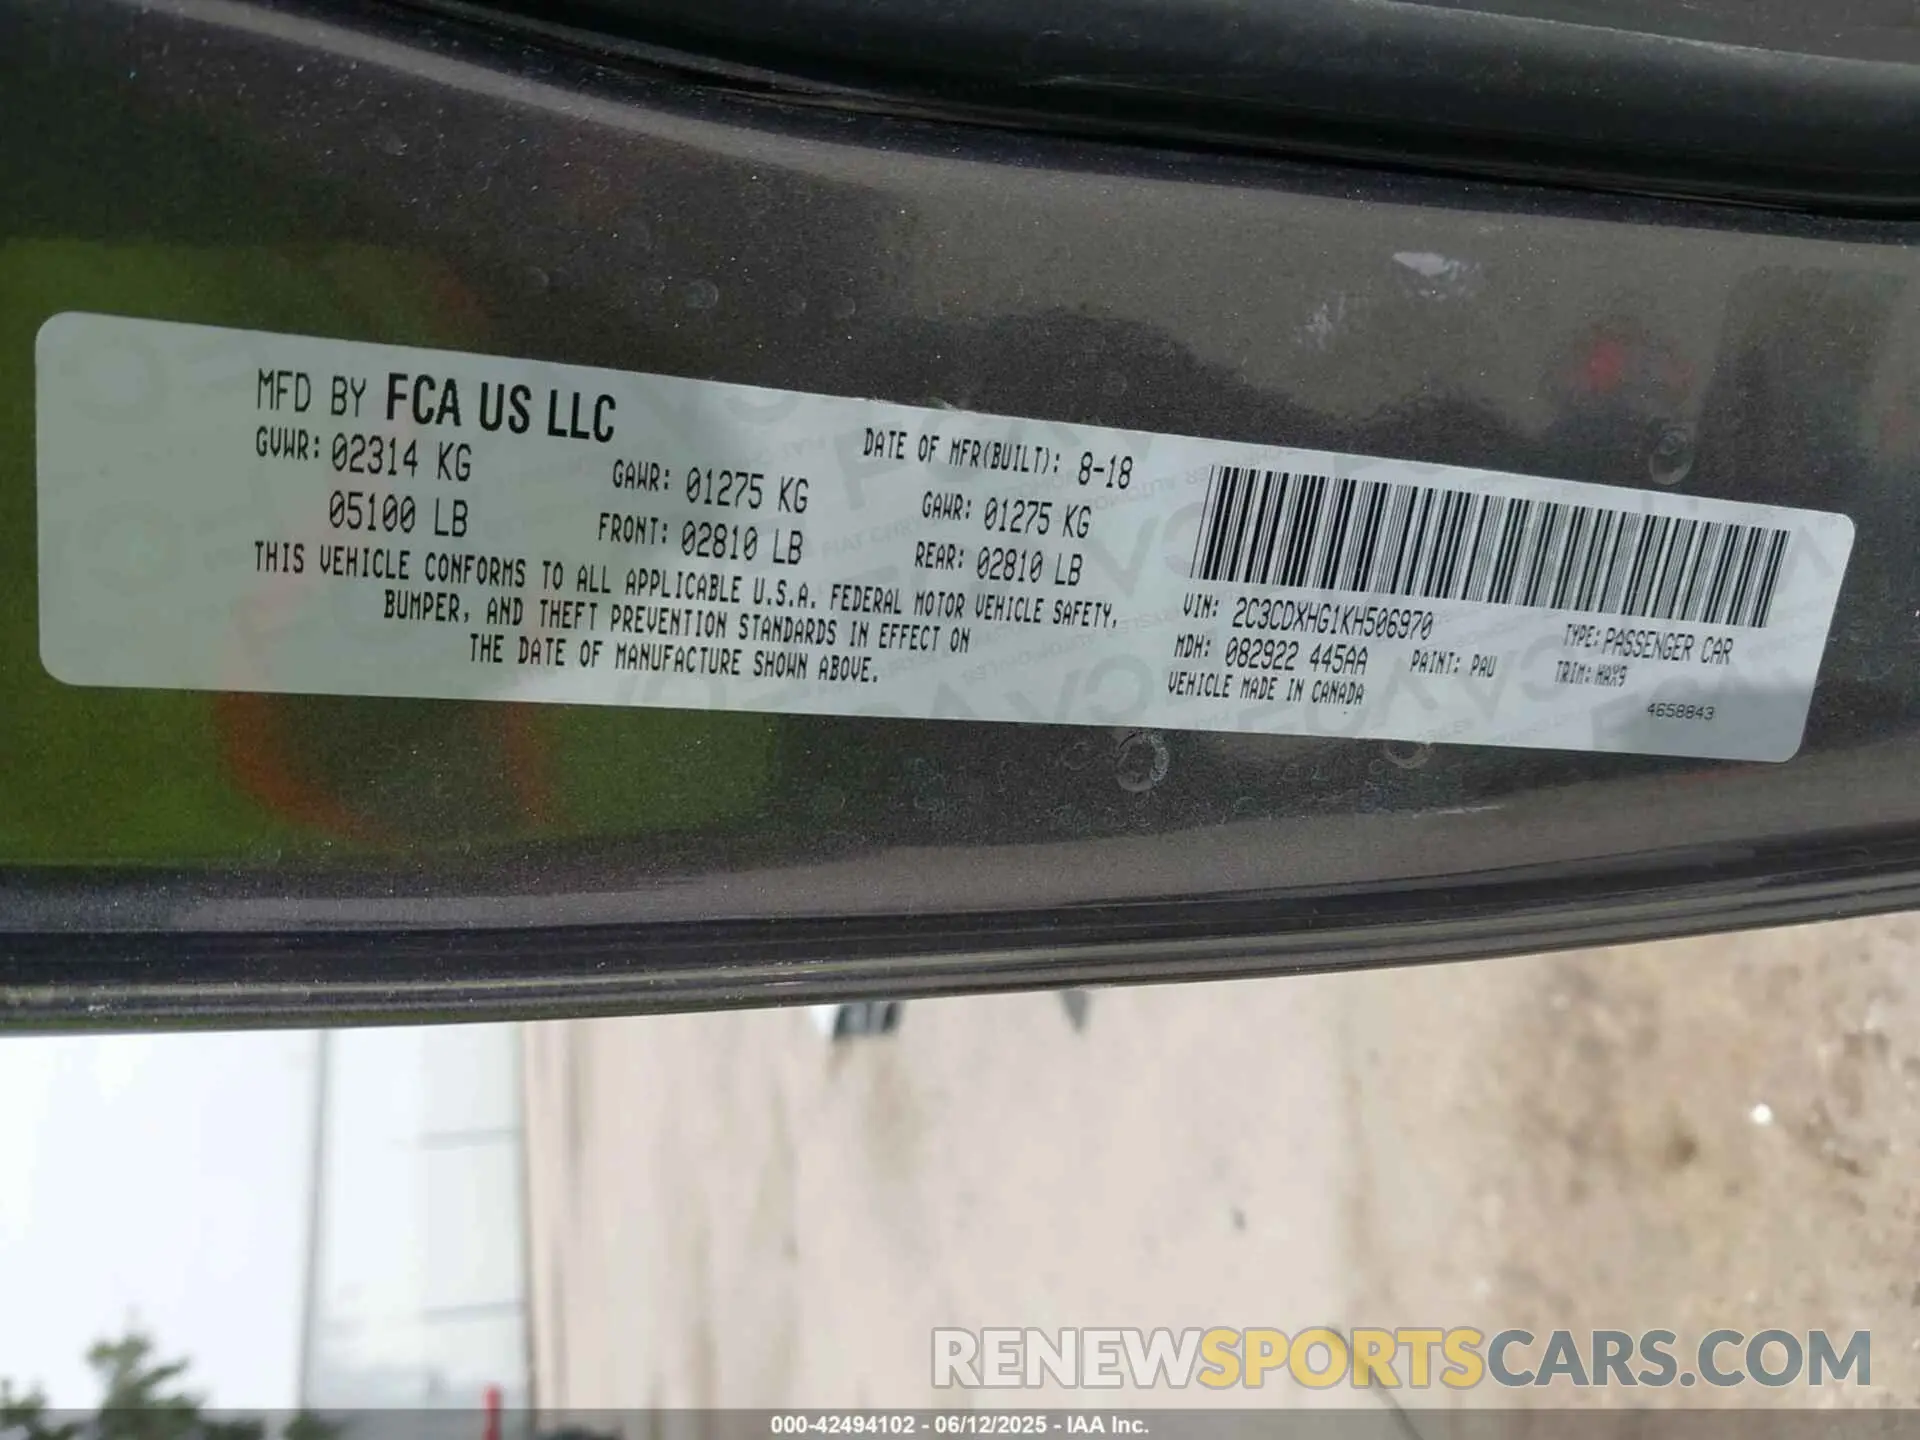 MFD BY FCA US LLC
DATE OF MFR(BUILT): 8-18
GVWR: 02314 KG
GAWR: 01275 KG
GAWR: 01275 KG
05100 LB
FRONT: 02810 LB
REAR: 02810 LB
THIS VEHICLE CONFORMS TO ALL APPLICABLE U.S.A. FEDERAL MOTOR VEHICLE SAFETY,
BUMPER, AND THEFT PREVENTION STANDARDS IN EFFECT ON
THE DATE OF MANUFACTURE SHOWN ABOVE.
VIN: 2C3CDXHG1KH506970
TYPE: PASSENGER CAR
MDH: 082922 445AA
PAINT: PAU
TRIM: HAX9
VEHICLE MADE IN CANADA
4658843
RENEWSPORTSCARS.COM
000-42494102 - 06/12/2025 - IAA Inc.